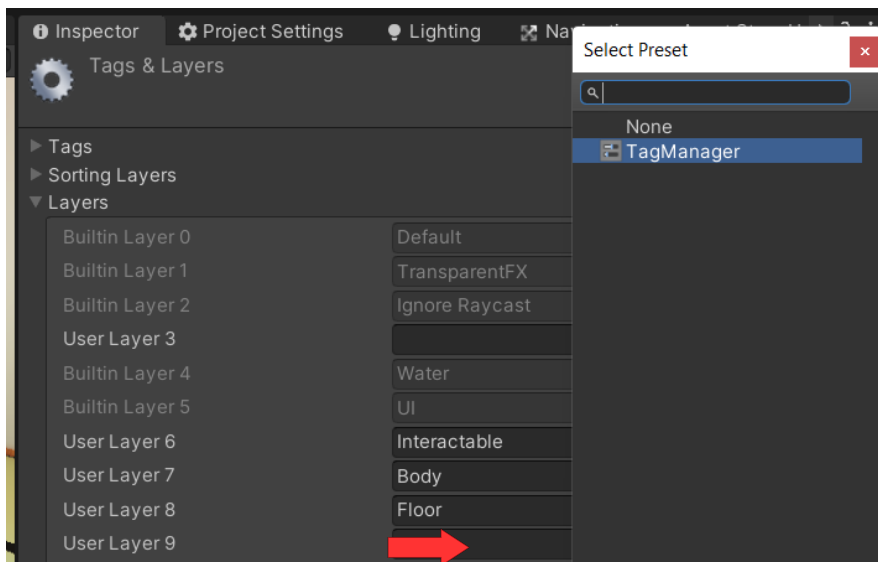 Inspector Project Settings Lighting
Select Preset
Tags & Layers
None
TagManager
Tags
Sorting Layers
Layers
Builtin Layer 0 Default
Builtin Layer 1 TransparentFX
Builtin Layer 2 Ignore Raycast
User Layer 3
Builtin Layer 4 Water
Builtin Layer 5 UI
User Layer 6 Interactable
User Layer 7 Body
User Layer 8 Floor
User Layer 9